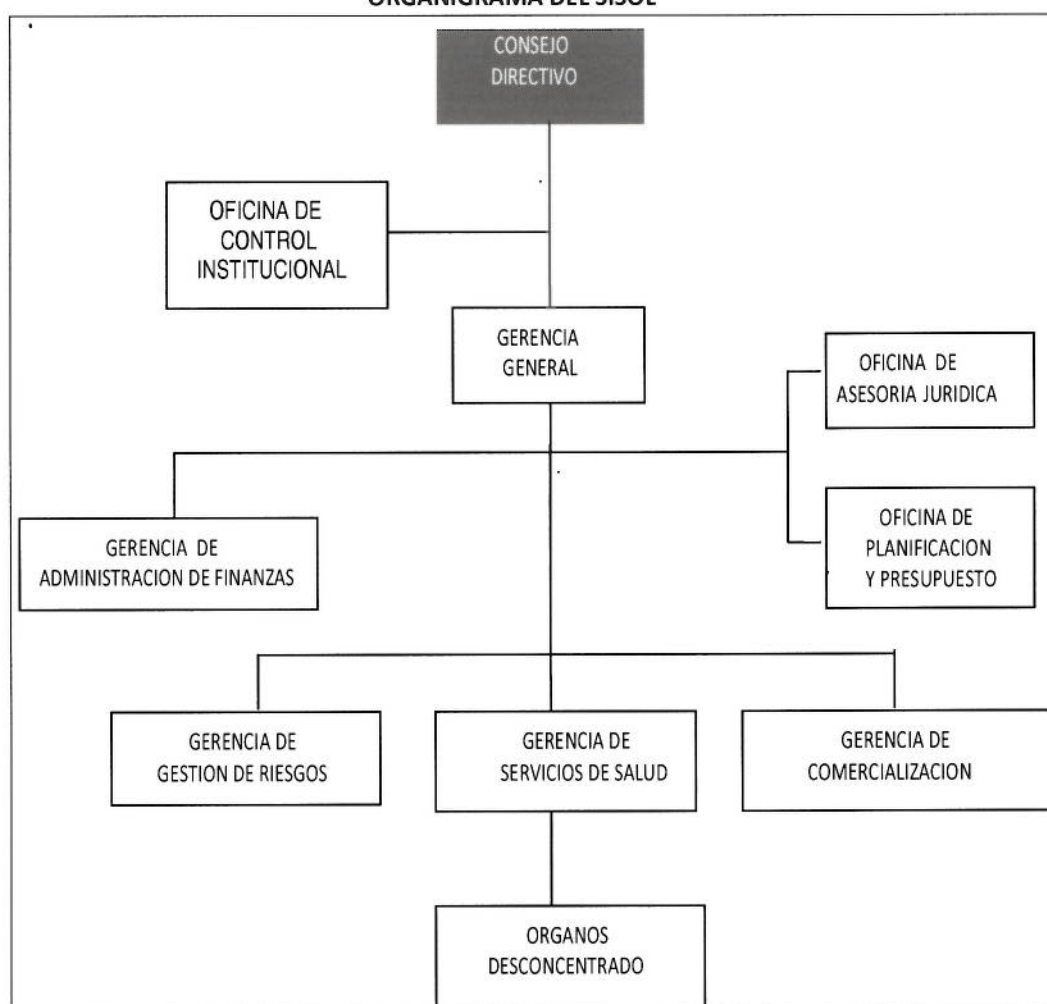 ORGANIGRAMA DEL SISOL
CONSEJO
DIRECTIVO
OFICINA DE
CONTROL
INSTITUCIONAL
GERENCIA
GENERAL
OFICINA DE
ASESORIA JURIDICA
GERENCIA DE
ADMINISTRACION DE FINANZAS
OFICINA DE
PLANIFICACION
Y PRESUPUESTO
GERENCIA DE
GESTION DE RIESGOS
GERENCIA DE
SERVICIOS DE SALUD
GERENCIA DE
COMERCIALIZACION
ORGANOS
DESCONCENTRADO